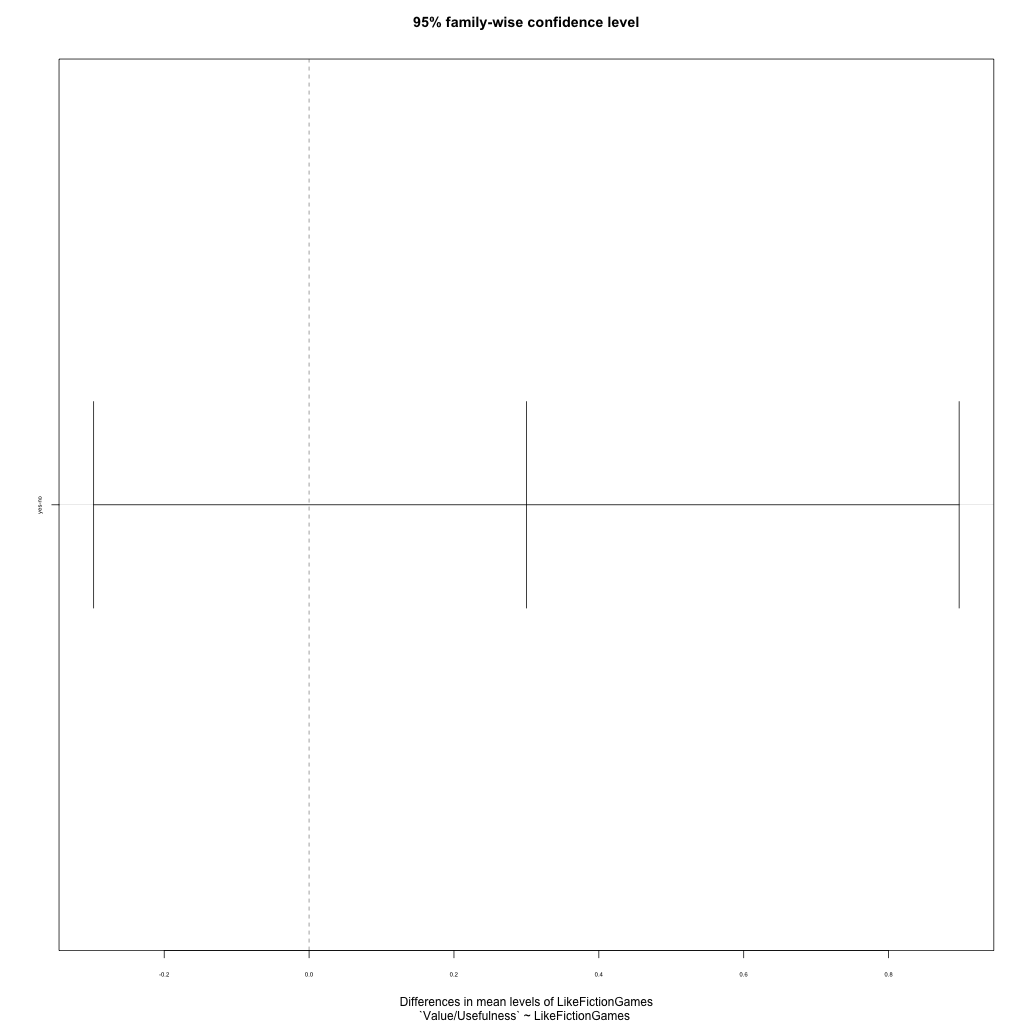 95% family-wise confidence level
yes-no
-0.2 0.0 0.2 0.4 0.6 0.8
Differences in mean levels of LikeFictionGames
`Value/Usefulness` ~ LikeFictionGames